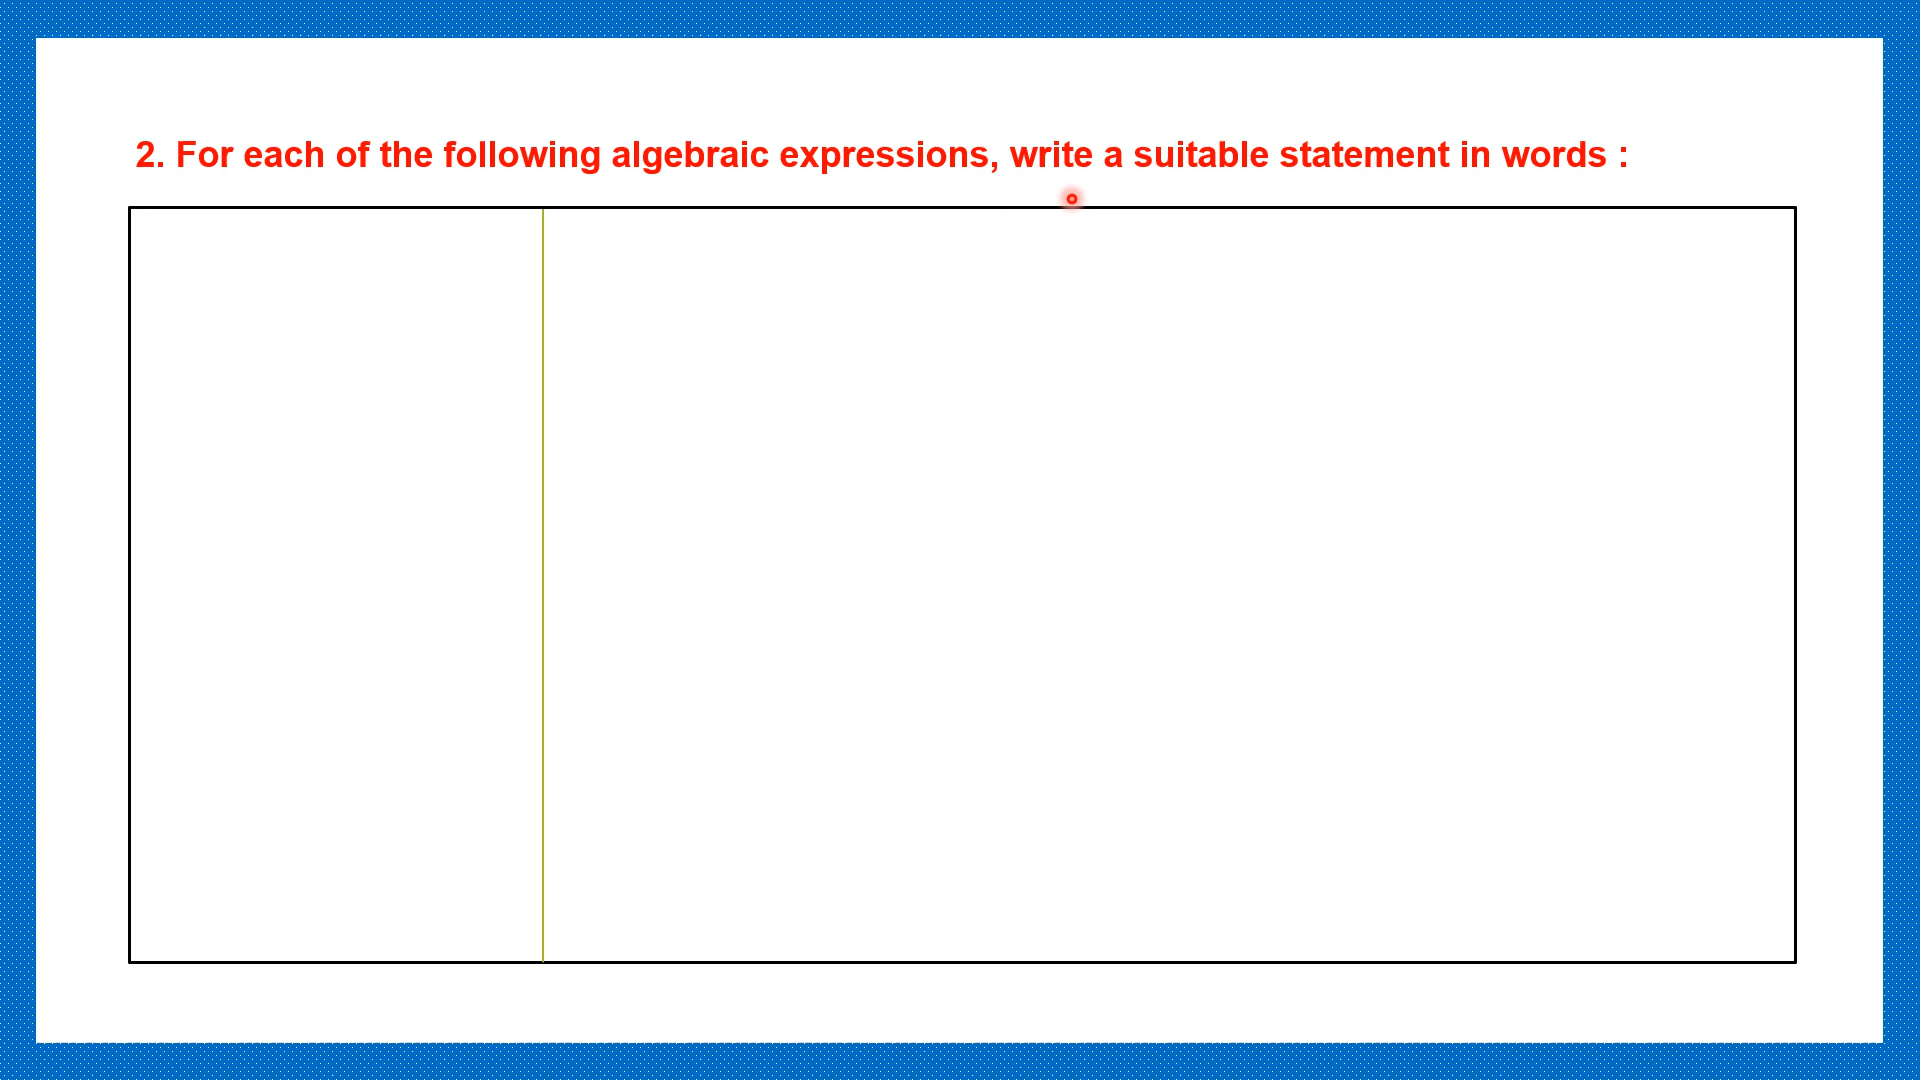 2. For each of the following algebraic expressions, write a suitable statement in words :